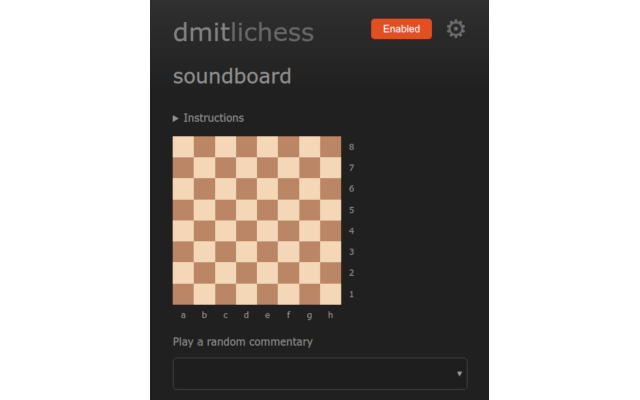 dmitlichess
Enabled
soundboard
Instructions
8
7
6
5
4
3
2
1
a b c d e f g h
Play a random commentary